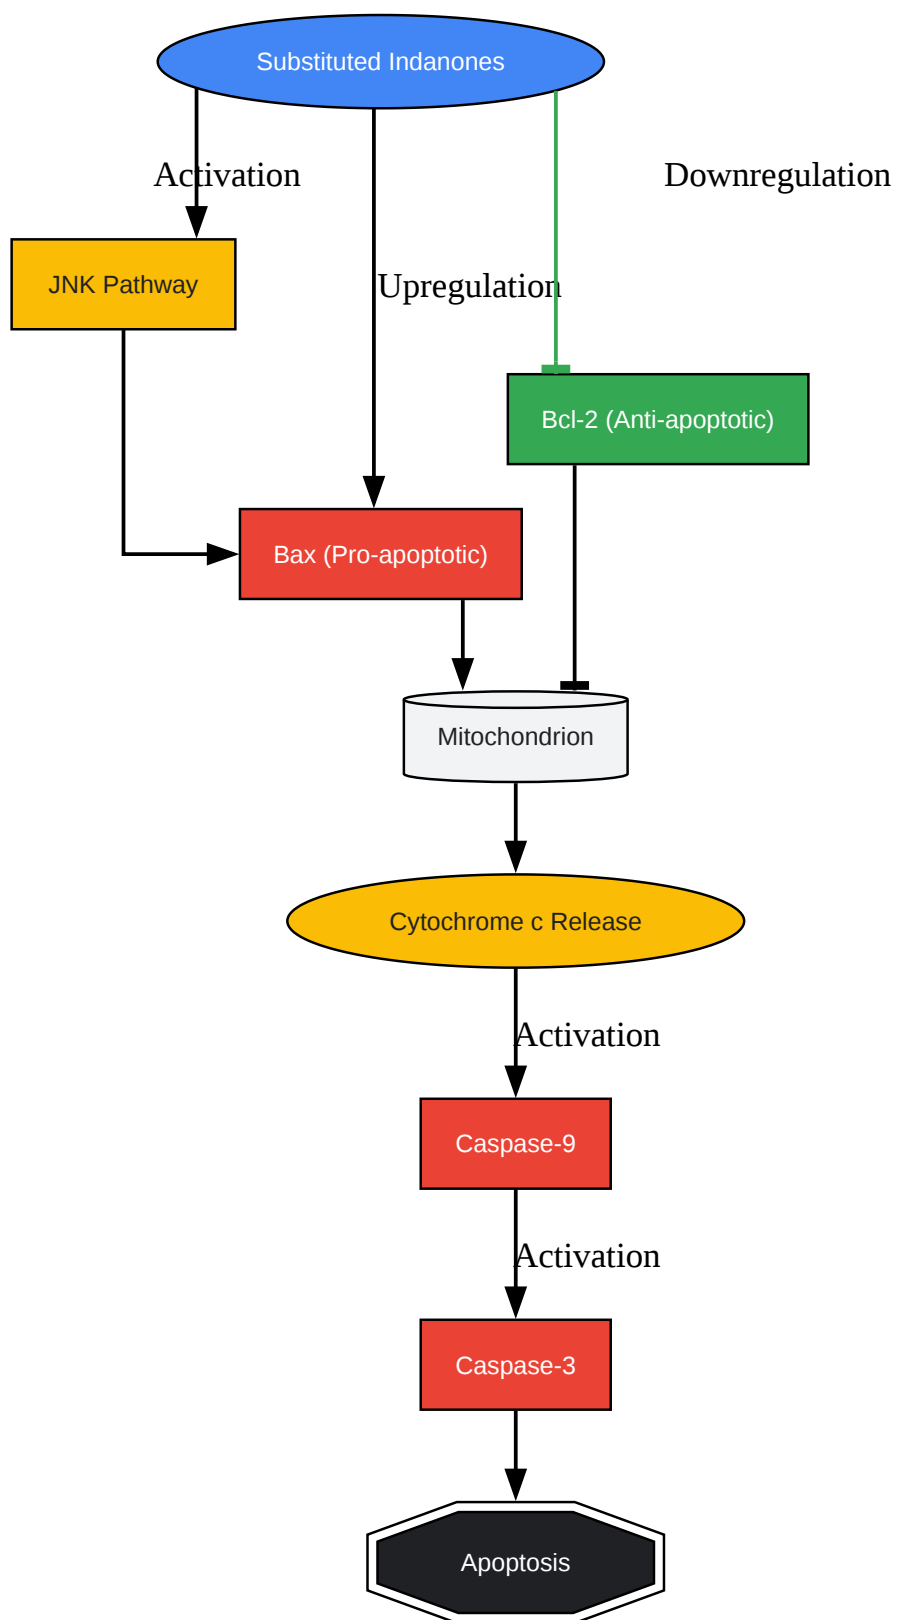 Substituted Indanones
Activation
Downregulation
JNK Pathway
Upregulation
Bcl-2 (Anti-apoptotic)
Bax (Pro-apoptotic)
Mitochondrion
Cytochrome c Release
Activation
Caspase-9
Activation
Caspase-3
Apoptosis